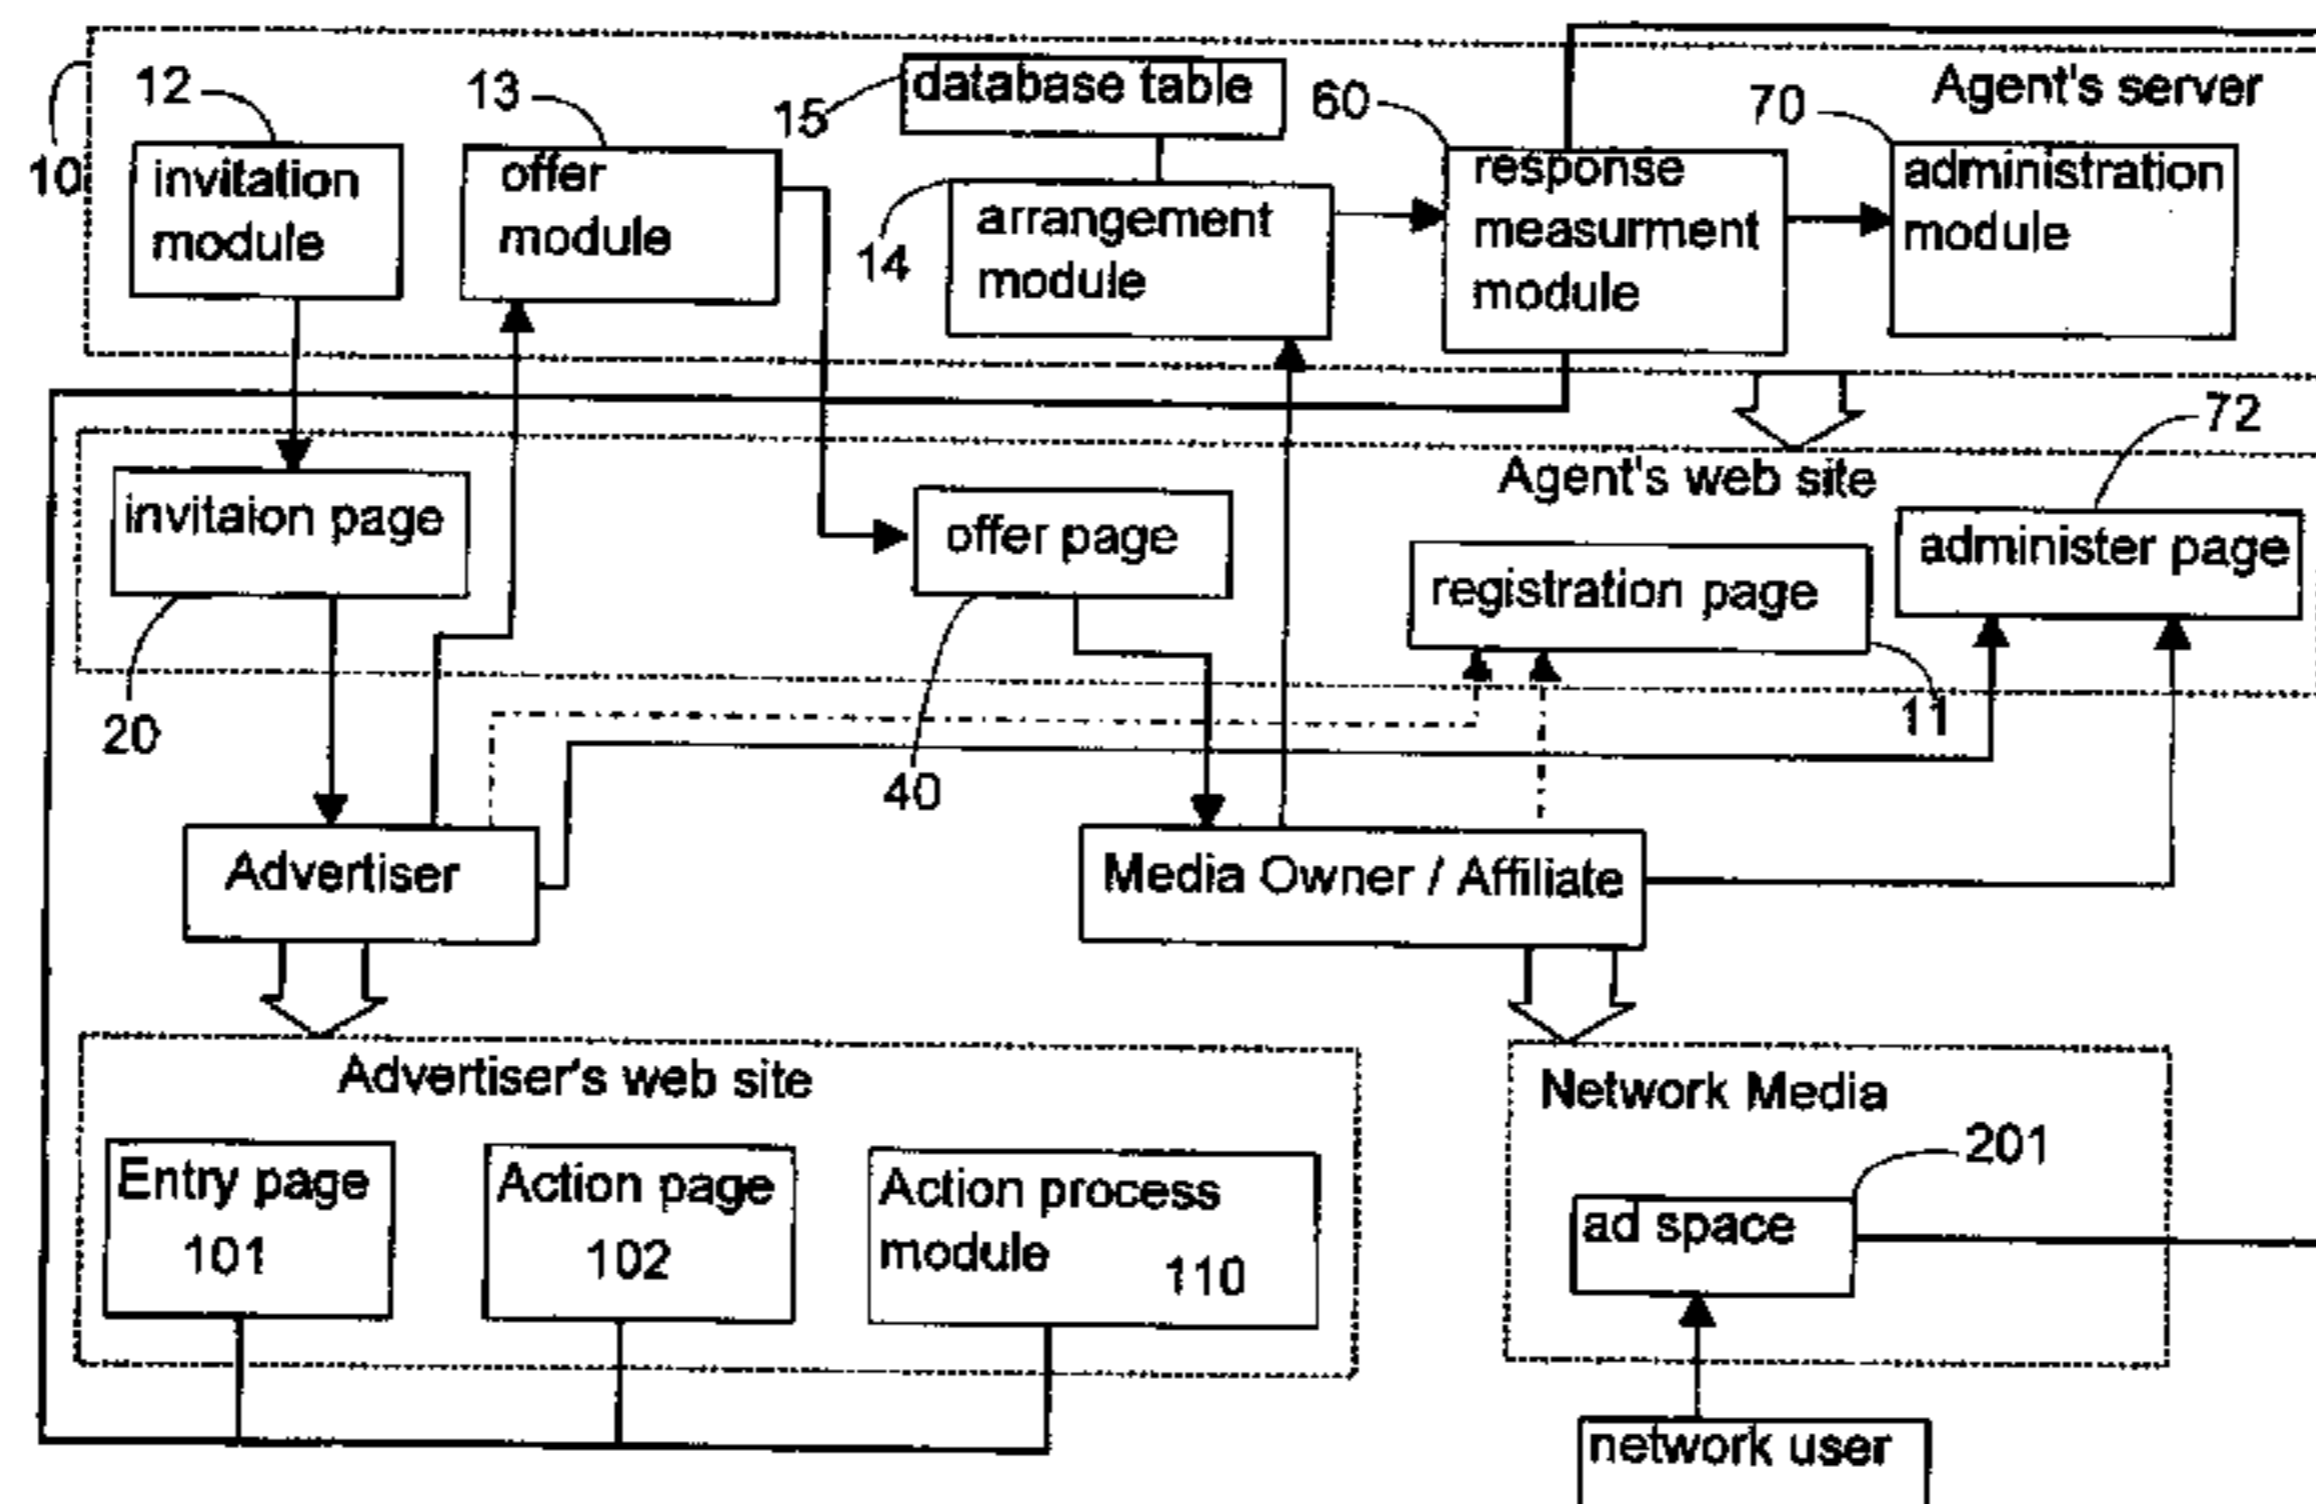 12
13
15
database table
60
70
Agent's server
10
invitation
module
offer
module
14
arrangement
module
response
measurment
module
administration
module
72
Agent's web site
invitaion page
offer page
registration page
administer page
20
40
11
Advertiser
Media Owner / Affiliate
Advertiser's web site
Network Media
Entry page
101
Action page
102
Action process
module
110
201
ad space
network user